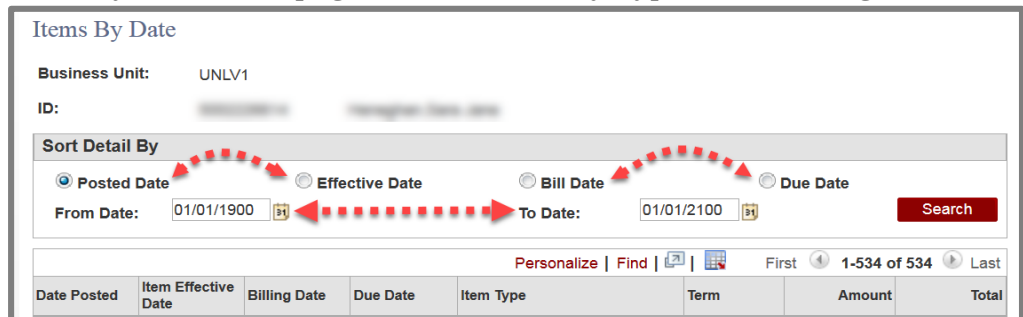 Items By Date
Business Unit: UNLV1
ID:
Sort Detail By
Posted Date Effective Date Bill Date Due Date
From Date: 01/01/1900 31 To Date: 01/01/2100 31 Search
Personalize | Find | | First 1-534 of 534 Last
Date Posted Item Effective Date Billing Date Due Date Item Type Term Amount Total